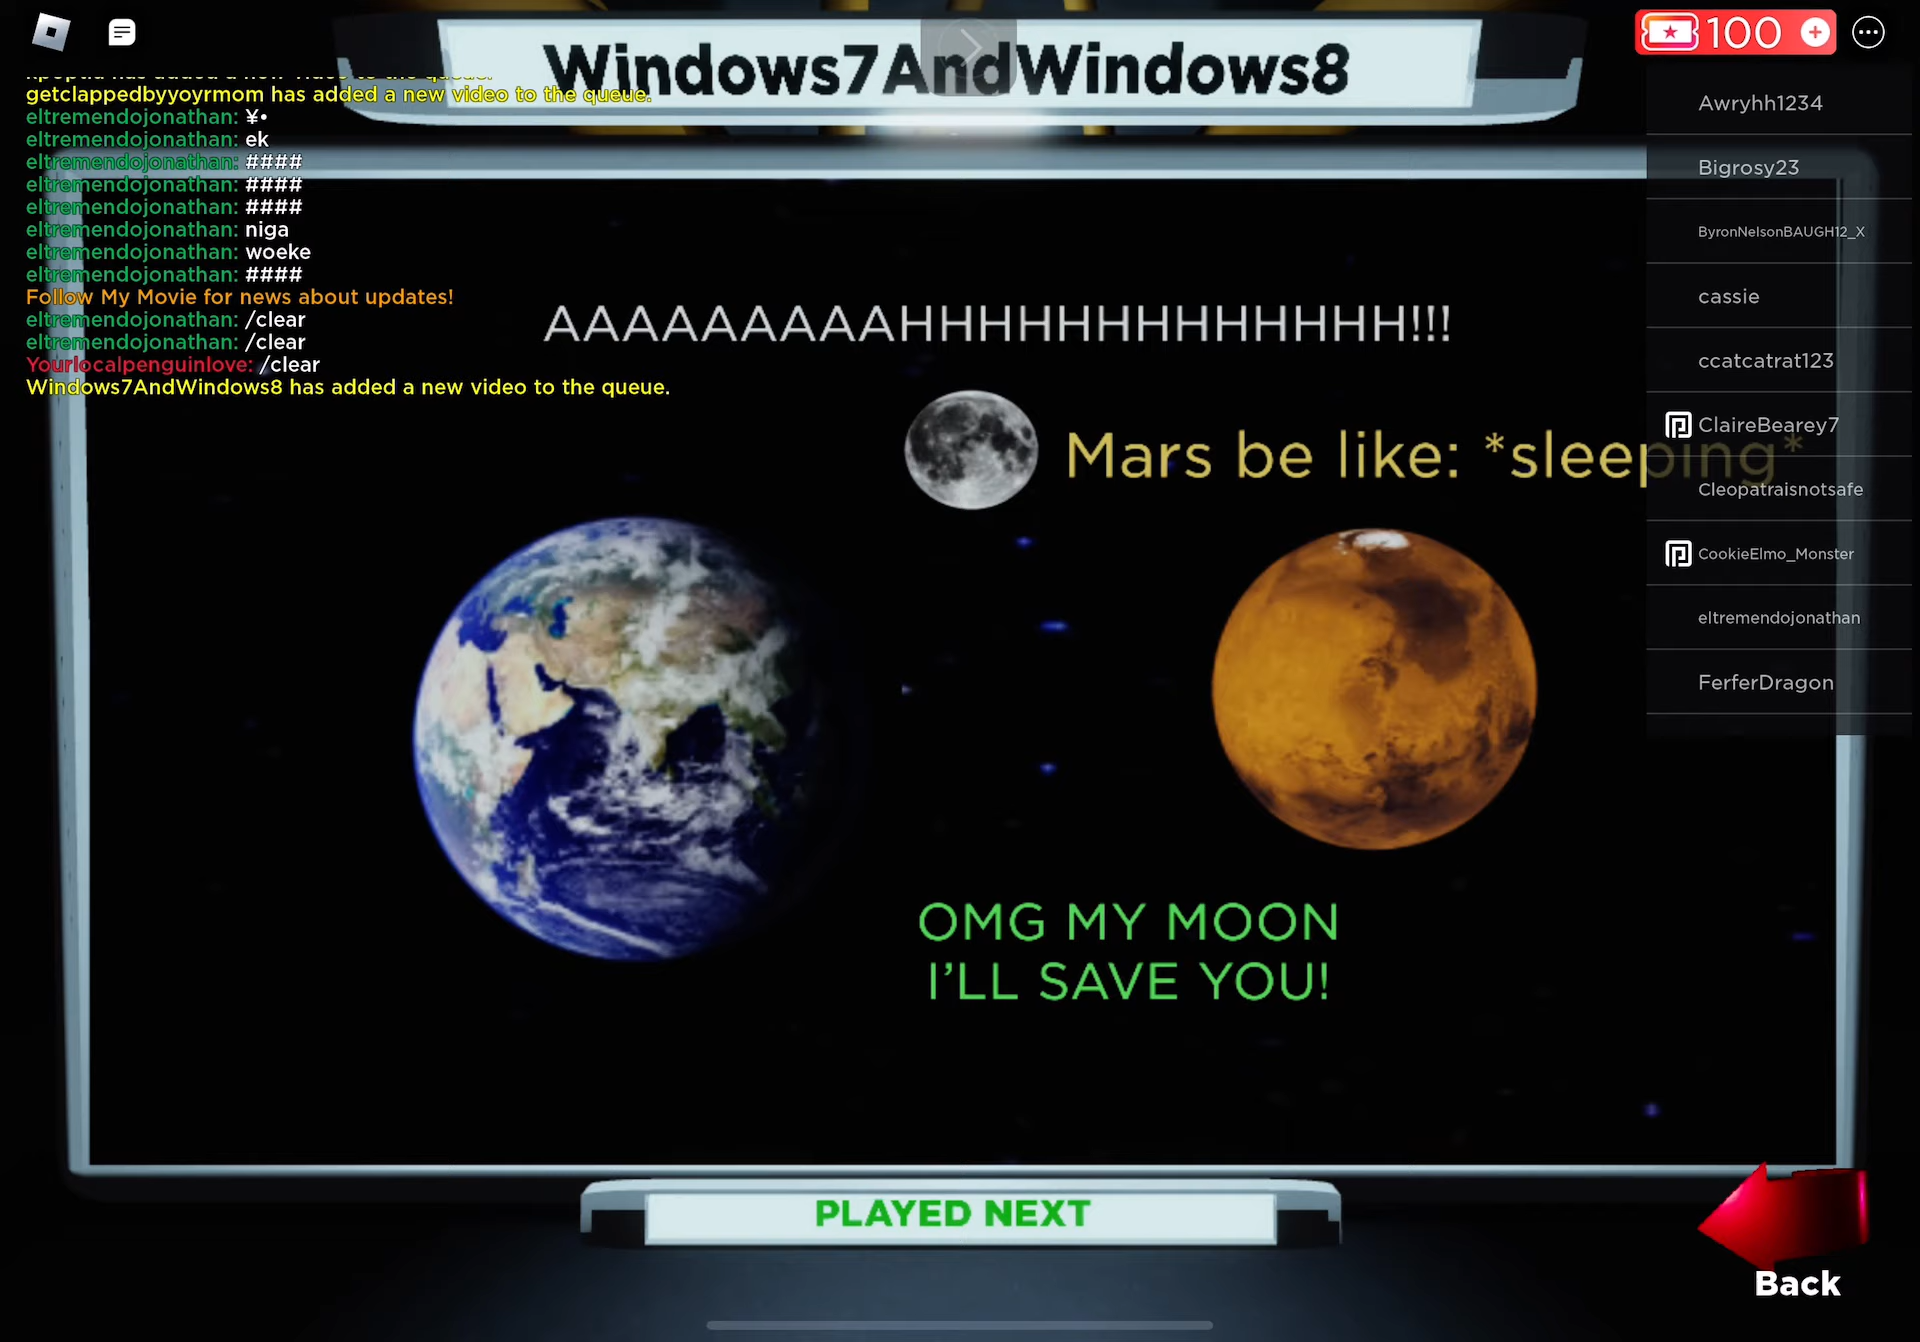 Windows7AndWindows8
100
getclappedbyyoyrmom has added a new video to the queue.
eltremendojonathan: ¥•
eltremendojonathan: ek
eltremendojonathan: ####
eltremendojonathan: ####
eltremendojonathan: ####
eltremendojonathan: niga
eltremendojonathan: woeke
eltremendojonathan: ####
Follow My Movie for news about updates!
eltremendojonathan: /clear
eltremendojonathan: /clear
Yourlocalpenguinlove: /clear
Windows7AndWindows8 has added a new video to the queue.
AAAAAAAAAHHHHHHHHHHHHH!!!
Mars be like: *sleeping*
OMG MY MOON
I'LL SAVE YOU!
Awryhh1234
Bigrosy23
ByronNelsonBAUGH12_X
cassie
ccatcatrat123
ClaireBearey7
Cleopatraisnotsafe
CookieElmo_Monster
eltremendojonathan
FerferDragon
PLAYED NEXT
Back